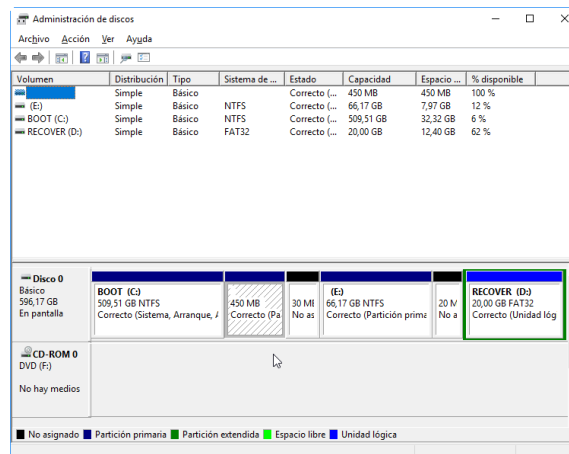 Administración de discos
Archivo Acción Ver Ayuda
Volumen Distribución Tipo Sistema de ... Estado Capacidad Espacio ... % disponible
Simple Básico Correcto (... 450 MB 450 MB 100 %
(E:) Simple Básico NTFS Correcto (... 66,17 GB 7,97 GB 12 %
BOOT (C:) Simple Básico NTFS Correcto (... 509,51 GB 32,32 GB 6 %
RECOVER (D:) Simple Básico FAT32 Correcto (... 20,00 GB 12,40 GB 62 %
Disco 0
Básico
596,17 GB
En pantalla
BOOT (C:)
509,51 GB NTFS
Correcto (Sistema, Arranque, A
450 MB
Correcto (Pa
30 MI
No as
(E:)
66,17 GB NTFS
Correcto (Partición prima
20 M
No a
RECOVER (D:)
20,00 GB FAT32
Correcto (Unidad lóg
CD-ROM 0
DVD (F:)
No hay medios
No asignado Partición primaria Partición extendida Espacio libre Unidad lógica